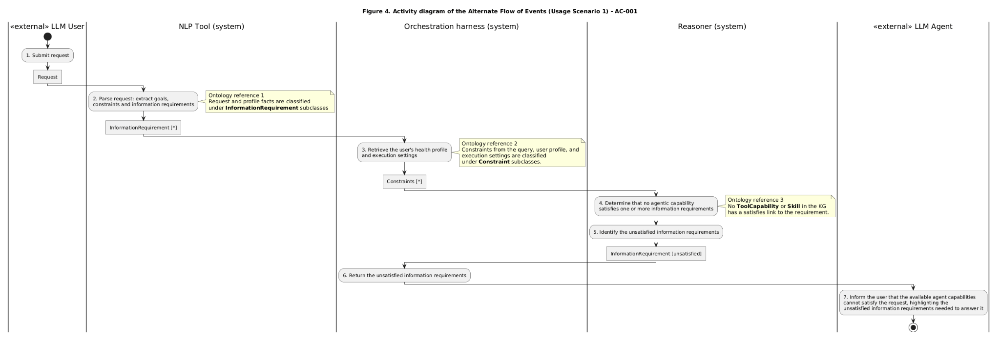 Figure 4. Activity diagram of the Alternate Flow of Events (Usage Scenario 1) - AC-001
«external» LLM User
NLP Tool (system)
Orchestration harness (system)
Reasoner (system)
«external» LLM Agent
1. Submit request
Request
2. Parse request: extract goals,
constraints and information requirements
Ontology reference 1
Request and profile facts are classified
under InformationRequirement subclasses
InformationRequirement [*]
3. Retrieve the user's health profile
and execution settings
Ontology reference 2
Constraints from the query, user profile, and
execution settings are classified
under Constraint subclasses.
Constraints [*]
4. Determine that no agentic capability
satisfies one or more information requirements
Ontology reference 3
No ToolCapability or Skill in the KG
has a satisfies link to the requirement.
5. Identify the unsatisfied information requirements
InformationRequirement [unsatisfied]
6. Return the unsatisfied information requirements
7. Inform the user that the available agent capabilities
cannot satisfy the request, highlighting the
unsatisfied information requirements needed to answer it